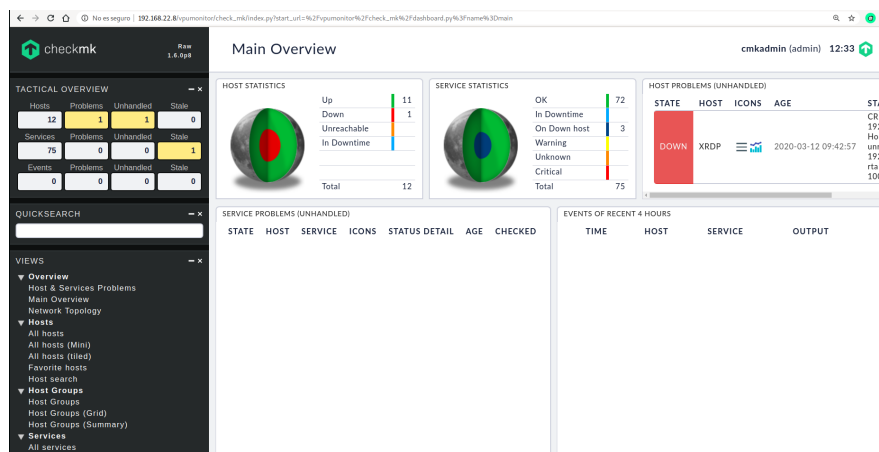 No es seguro | 192.168.22.8/vpumonitor/check_mk/index.py?start_url=%2Fvpumonitor%2Fcheck_mk%2Fdashboard.py%3Fname%3Dmain
checkmk
Raw
1.6.0p8
Main Overview
cmkadmin (admin) 12:33
TACTICAL OVERVIEW
Hosts Problems Unhandled Stale
12 1 1 0
Services Problems Unhandled Stale
75 0 0 1
Events Problems Unhandled Stale
0 0 0 0
QUICKSEARCH
VIEWS
Overview
Host & Services Problems
Main Overview
Network Topology
Hosts
All hosts
All hosts (Mini)
All hosts (tiled)
Favorite hosts
Host search
Host Groups
Host Groups
Host Groups (Grid)
Host Groups (Summary)
Services
All services
HOST STATISTICS
Up 11
Down 1
Unreachable
In Downtime
Total 12
SERVICE STATISTICS
OK 72
In Downtime
On Down host 3
Warning
Unknown
Critical
Total 75
HOST PROBLEMS (UNHANDLED)
STATE HOST ICONS AGE STA
DOWN XRDP 2020-03-12 09:42:57
CR
192
Ho
unr
192
rta
100
SERVICE PROBLEMS (UNHANDLED)
STATE HOST SERVICE ICONS STATUS DETAIL AGE CHECKED
EVENTS OF RECENT 4 HOURS
TIME HOST SERVICE OUTPUT